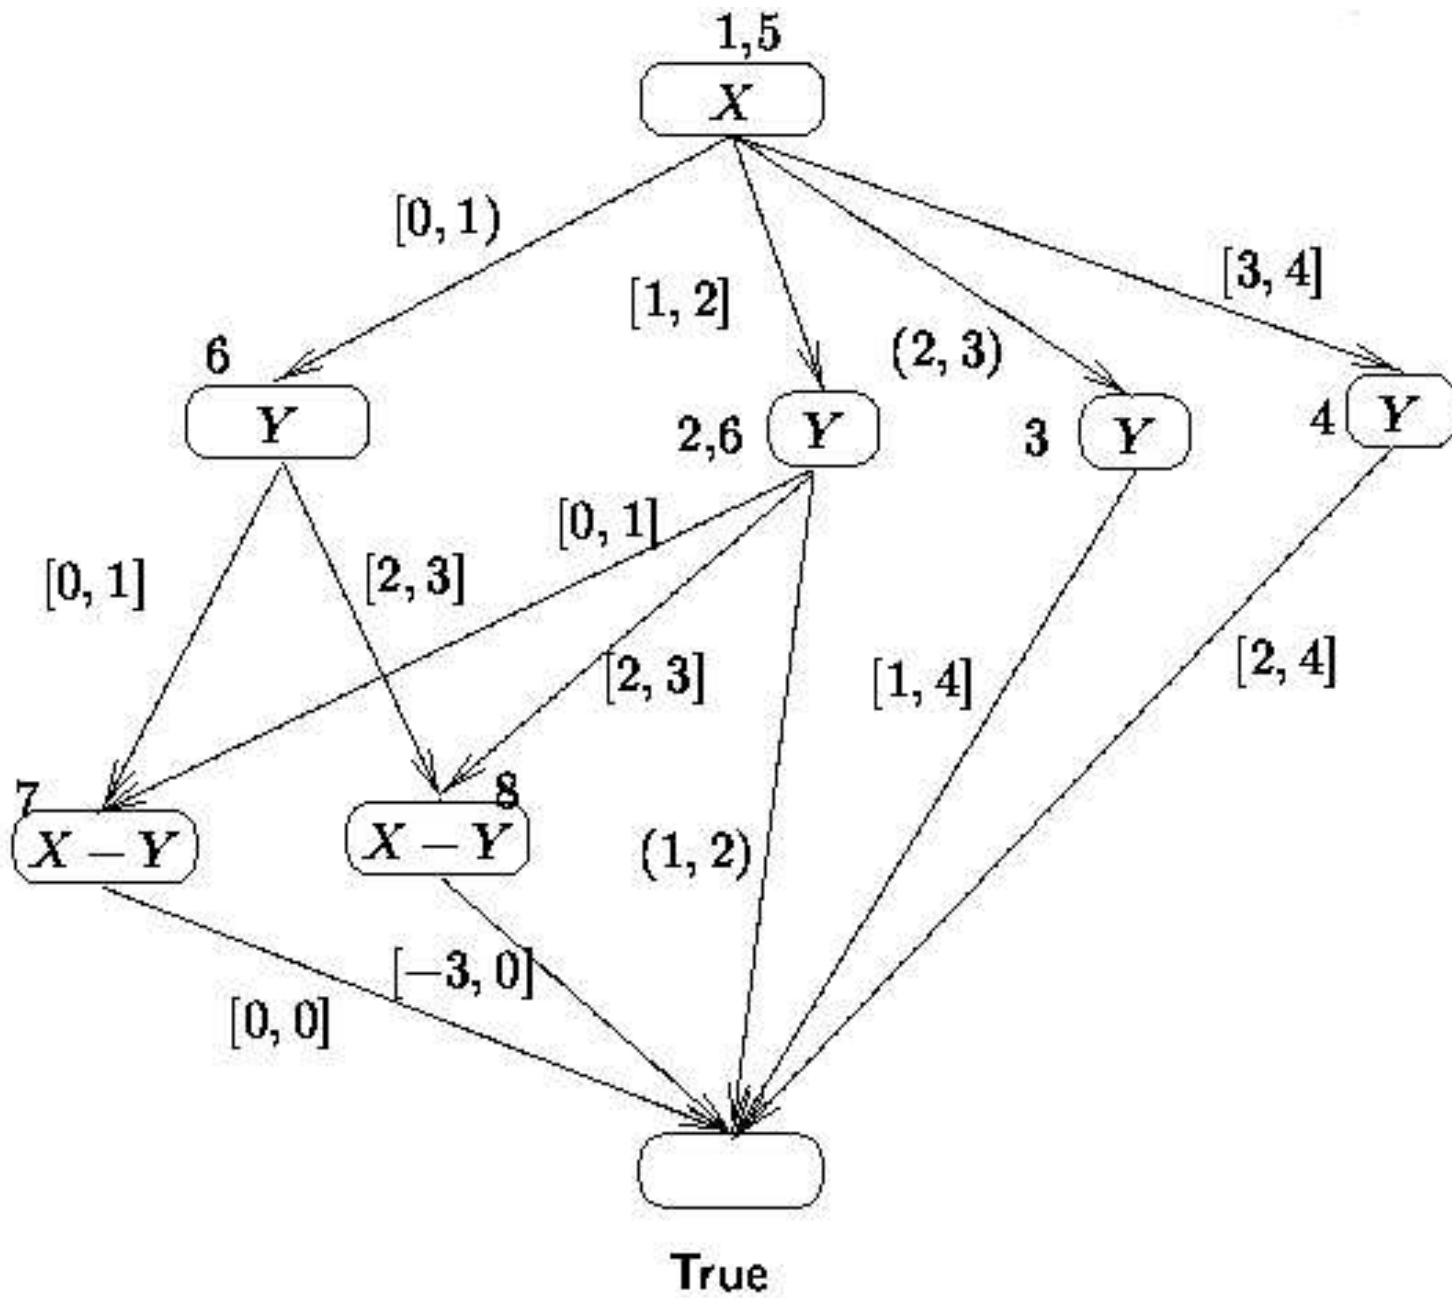 1,5
X
[0, 1)
[1, 2]
(2, 3)
[3, 4]
6
Y
2,6
Y
3
Y
4
Y
[0, 1]
[2, 3]
[0, 1]
[2, 3]
[1, 4]
[2, 4]
7
X − Y
8
X − Y
(1, 2)
[−3, 0]
[0, 0]
True